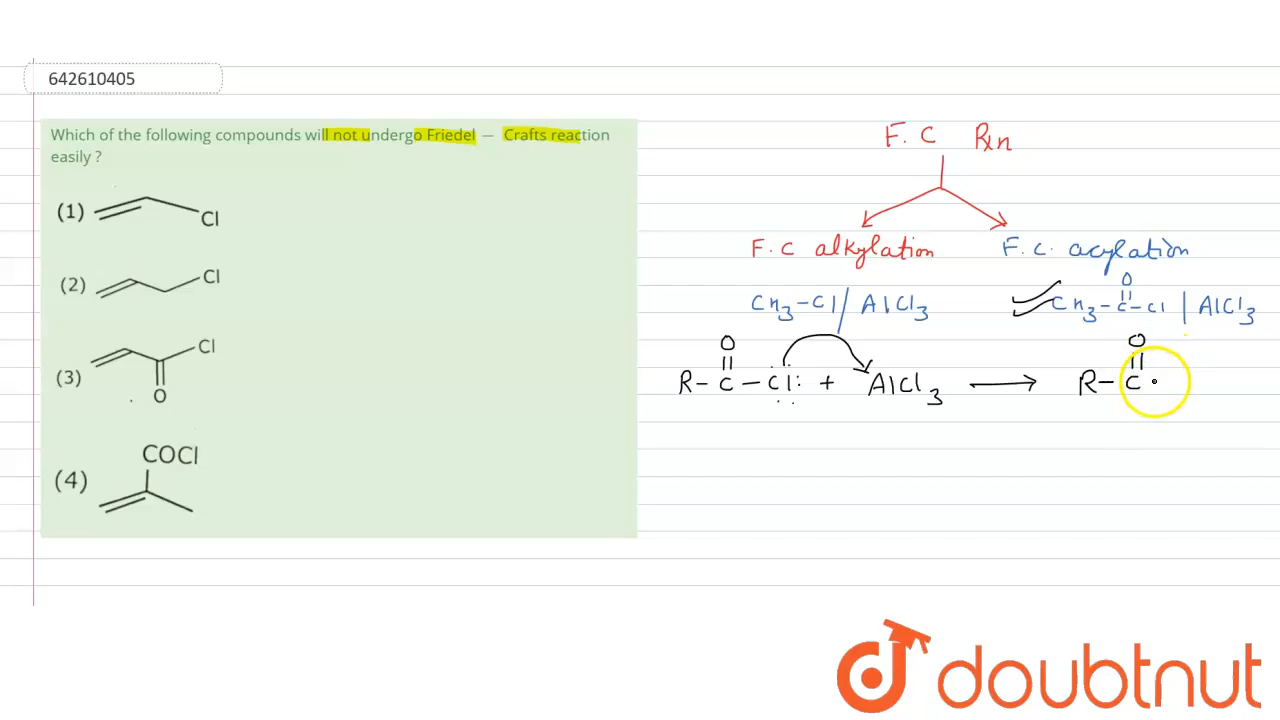 642610405
Which of the following compounds will not undergo Friedel — Crafts reaction
easily ?
(1) Cl
(2) Cl
(3) Cl
O
COCl
(4)
F. C Rxn
F. C alkylation
F. C. acylation
CH3-Cl/AlCl3
O
CH3-C-Cl | AlCl3
O
R-C-Cl: + AlCl3 ⟶ R-C
O
doubtnut